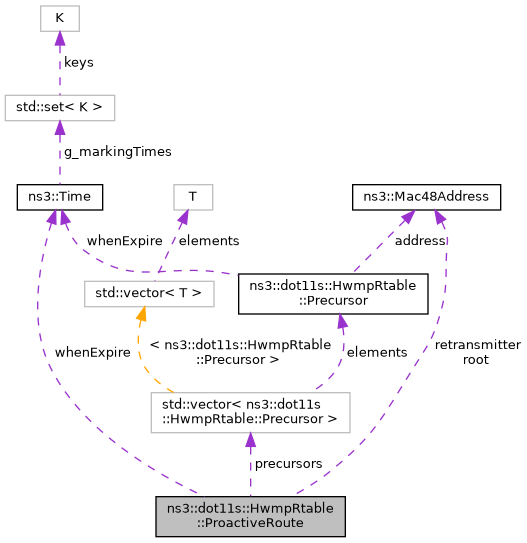 K
keys
std::set< K >
g_markingTimes
ns3::Time
T
ns3::Mac48Address
whenExpire
elements
address
std::vector< T >
ns3::dot11s::HwmpRtable
::Precursor
whenExpire
< ns3::dot11s::HwmpRtable
::Precursor >
elements
retransmitter
root
std::vector< ns3::dot11s
::HwmpRtable::Precursor >
precursors
ns3::dot11s::HwmpRtable
::ProactiveRoute